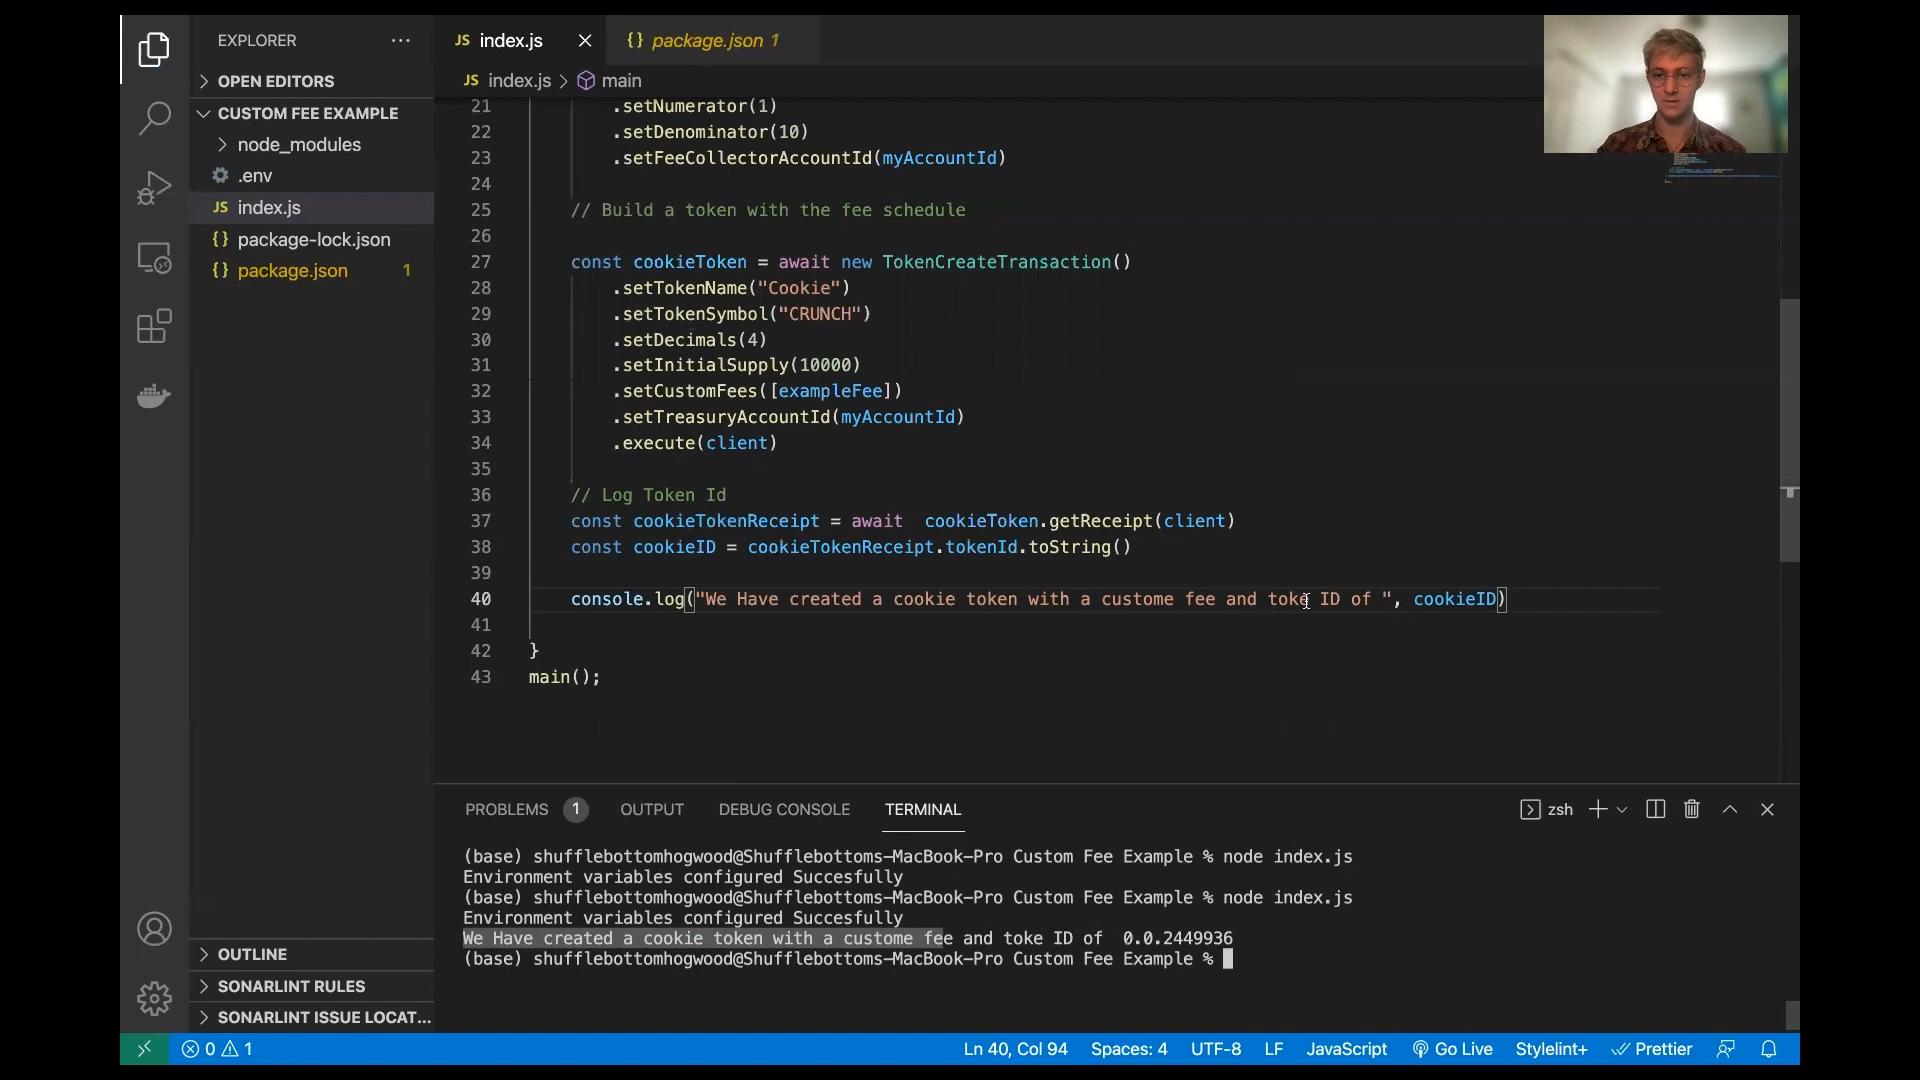 EXPLORER
OPEN EDITORS
CUSTOM FEE EXAMPLE
node_modules
.env
JS index.js
{} package-lock.json
{} package.json 1
OUTLINE
SONARLINT RULES
SONARLINT ISSUE LOCAT...
JS index.js
{} package.json 1
JS index.js > main
21 .setNumerator(1)
22 .setDenominator(10)
23 .setFeeCollectorAccountId(myAccountId)
24
25 // Build a token with the fee schedule
26
27 const cookieToken = await new TokenCreateTransaction()
28 .setTokenName("Cookie")
29 .setTokenSymbol("CRUNCH")
30 .setDecimals(4)
31 .setInitialSupply(10000)
32 .setCustomFees([exampleFee])
33 .setTreasuryAccountId(myAccountId)
34 .execute(client)
35
36 // Log Token Id
37 const cookieTokenReceipt = await  cookieToken.getReceipt(client)
38 const cookieID = cookieTokenReceipt.tokenId.toString()
39
40 console.log("We Have created a cookie token with a custome fee and toke ID of ", cookieID)
41
42 }
43 main();
PROBLEMS 1 OUTPUT DEBUG CONSOLE TERMINAL zsh
(base) shufflebottomhogwood@Shufflebottoms-MacBook-Pro Custom Fee Example % node index.js
Environment variables configured Succesfully
(base) shufflebottomhogwood@Shufflebottoms-MacBook-Pro Custom Fee Example % node index.js
Environment variables configured Succesfully
We Have created a cookie token with a custome fee and toke ID of  0.0.2449936
(base) shufflebottomhogwood@Shufflebottoms-MacBook-Pro Custom Fee Example %
0 1 Ln 40, Col 94 Spaces: 4 UTF-8 LF JavaScript Go Live Stylelint+ Prettier